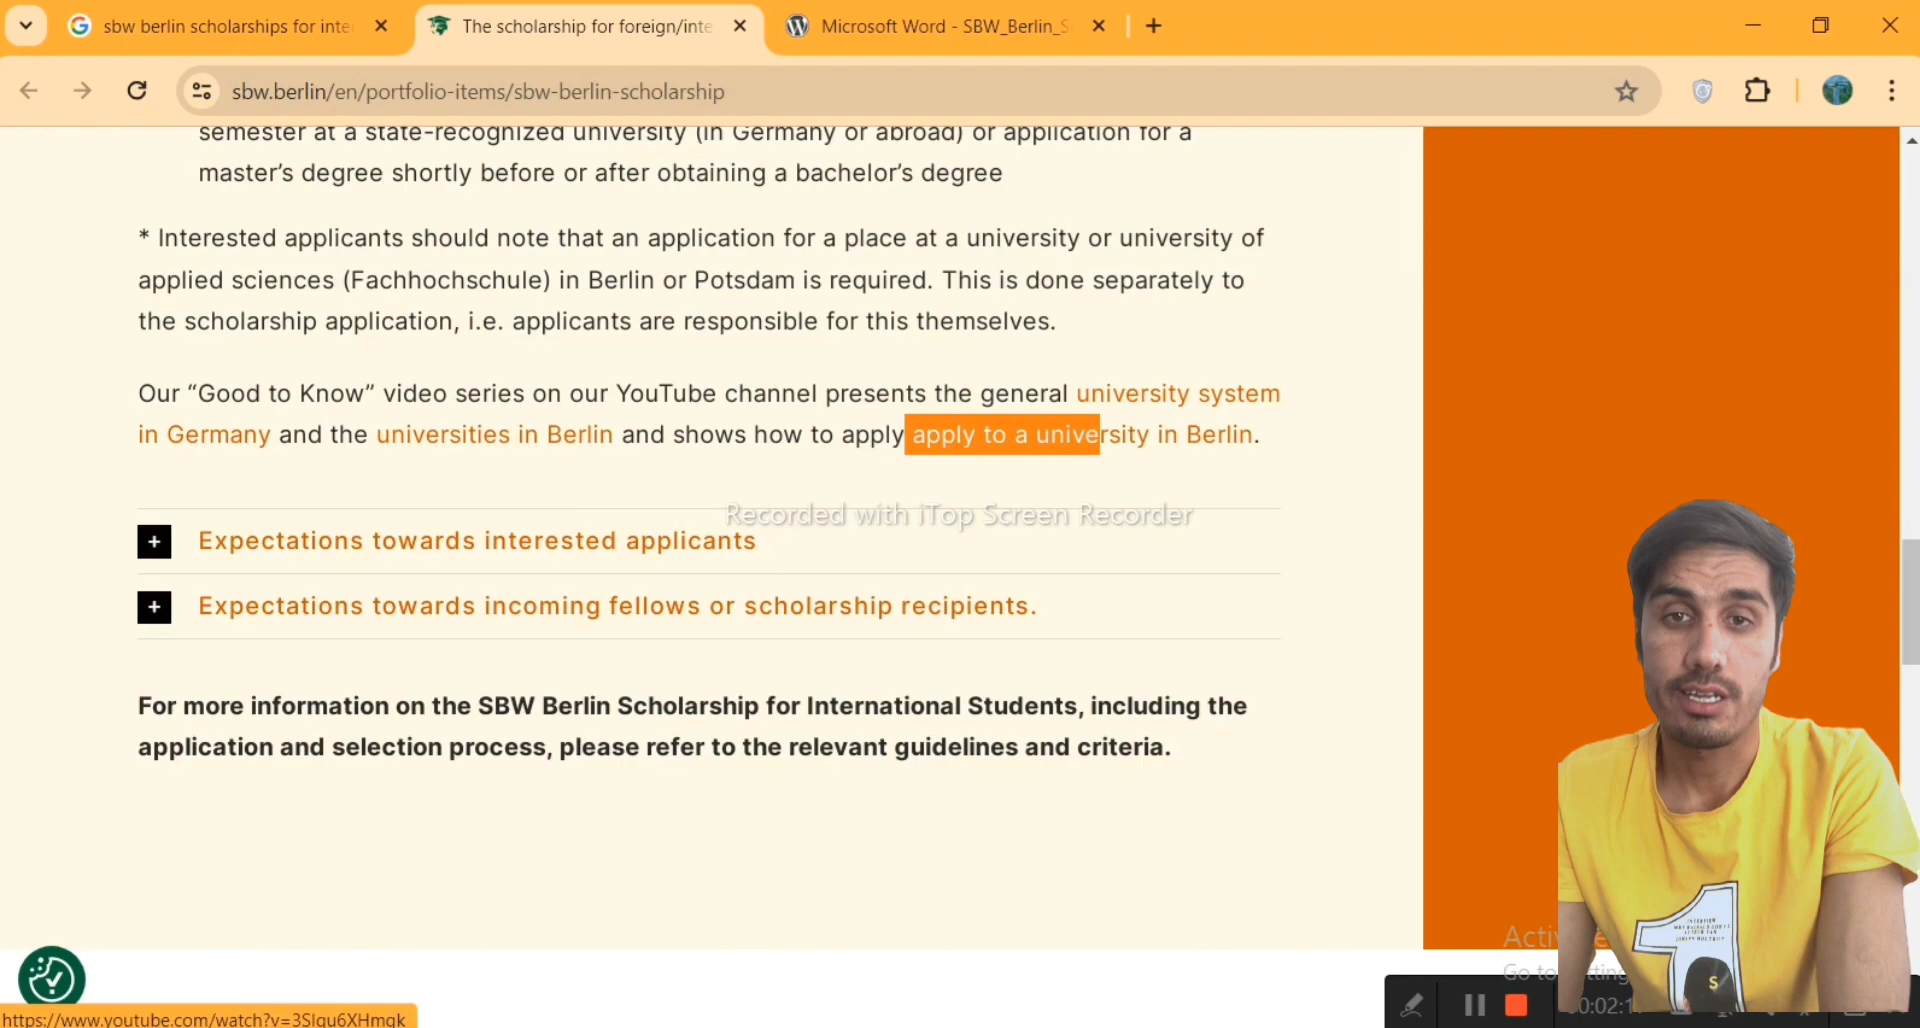 sbw berlin scholarships for inte
The scholarship for foreign/inte
Microsoft Word - SBW_Berlin_S
sbw.berlin/en/portfolio-items/sbw-berlin-scholarship
semester at a state-recognized university (in Germany or abroad) or application for a
master’s degree shortly before or after obtaining a bachelor’s degree
* Interested applicants should note that an application for a place at a university or university of
applied sciences (Fachhochschule) in Berlin or Potsdam is required. This is done separately to
the scholarship application, i.e. applicants are responsible for this themselves.
Our “Good to Know” video series on our YouTube channel presents the general university system
in Germany and the universities in Berlin and shows how to apply apply to a university in Berlin.
Recorded with iTop Screen Recorder
+ Expectations towards interested applicants
+ Expectations towards incoming fellows or scholarship recipients.
For more information on the SBW Berlin Scholarship for International Students, including the
application and selection process, please refer to the relevant guidelines and criteria.
Go to
1
S